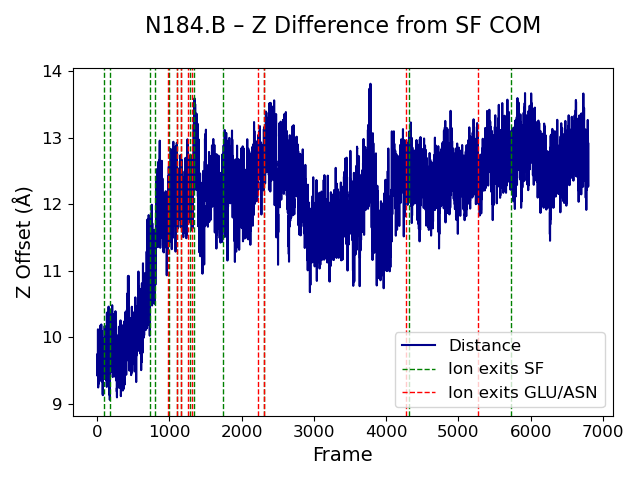 N184.B – Z Difference from SF COM
Z Offset (Å)
14
13
12
11
10
9
Distance
Ion exits SF
Ion exits GLU/ASN
0 1000 2000 3000 4000 5000 6000 7000
Frame